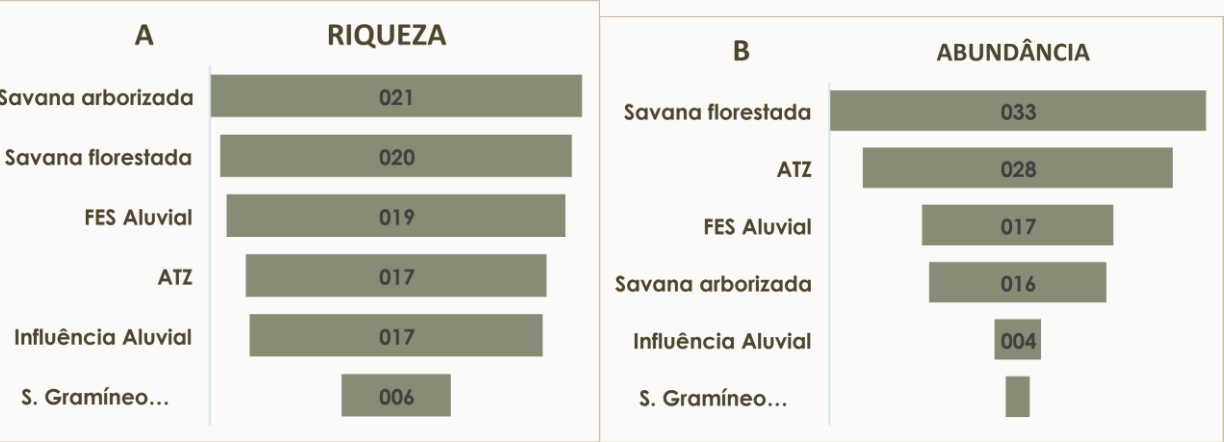 A RIQUEZA
Savana arborizada 021
Savana florestada 020
FES Aluvial 019
ATZ 017
Influência Aluvial 017
S. Gramíneo... 006
B ABUNDÂNCIA
Savana florestada 033
ATZ 028
FES Aluvial 017
Savana arborizada 016
Influência Aluvial 004
S. Gramíneo...